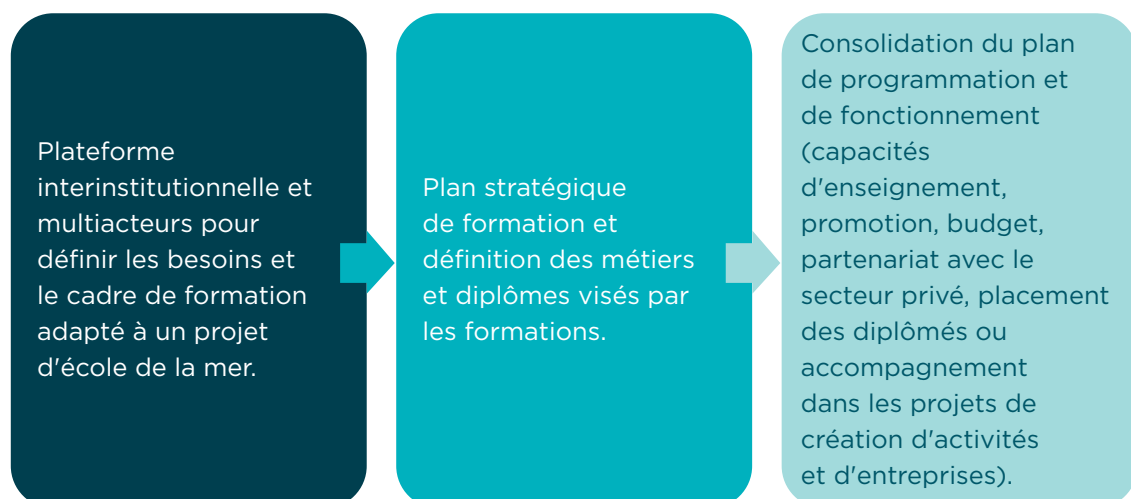 Plateforme
interinstitutionnelle et
multiacteurs pour
définir les besoins et
le cadre de formation
adapté à un projet
d'école de la mer.
Plan stratégique
de formation et
définition des métiers
et diplômes visés par
les formations.
Consolidation du plan
de programmation et
de fonctionnement
(capacités
d'enseignement,
promotion, budget,
partenariat avec le
secteur privé, placement
des diplômés ou
accompagnement
dans les projets de
création d'activités
et d'entreprises).